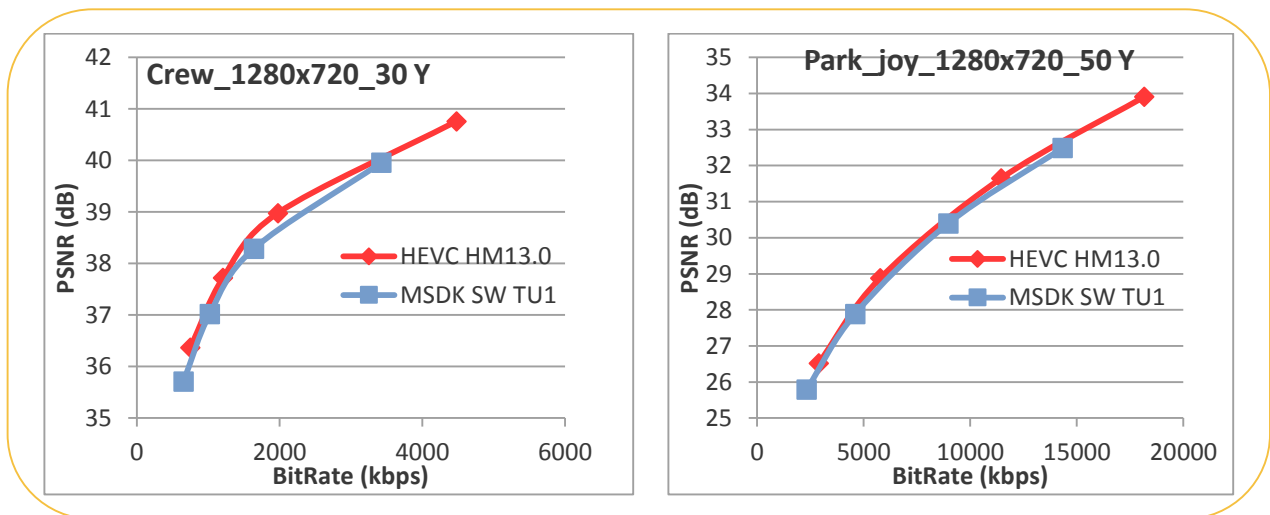 Crew_1280x720_30 Y
42
41
40
39
38
37
36
35
PSNR (dB)
0
2000
4000
6000
BitRate (kbps)
HEVC HM13.0
MSDK SW TU1
Park_joy_1280x720_50 Y
35
34
33
32
31
30
29
28
27
26
25
PSNR (dB)
0
5000
10000
15000
20000
BitRate (kbps)
HEVC HM13.0
MSDK SW TU1